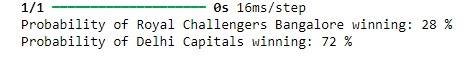 1/1 ━━━━━━━━━━━━━━━━━━━━ 0s 16ms/step
Probability of Royal Challengers Bangalore winning: 28 %
Probability of Delhi Capitals winning: 72 %